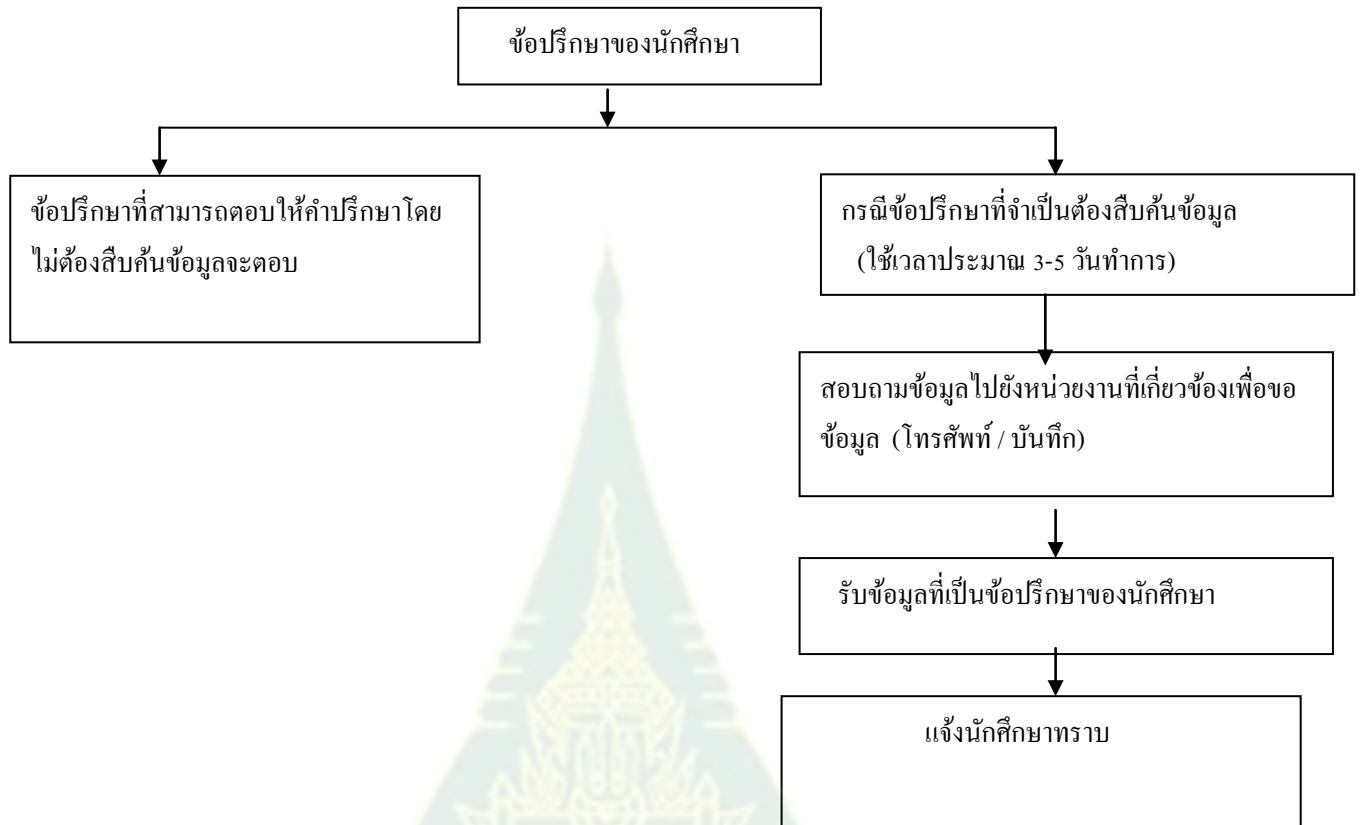 ข้อปรึกษาของนักศึกษา
ข้อปรึกษาที่สามารถตอบให้คำปรึกษาโดย
ไม่ต้องสืบค้นข้อมูลจะตอบ
กรณีข้อปรึกษาที่จำเป็นต้องสืบค้นข้อมูล
(ใช้เวลาประมาณ 3-5 วันทำการ)
สอบถามข้อมูลไปยังหน่วยงานที่เกี่ยวข้องเพื่อขอ
ข้อมูล (โทรศัพท์ / บันทึก)
รับข้อมูลที่เป็นข้อปรึกษาของนักศึกษา
แจ้งนักศึกษาทราบ